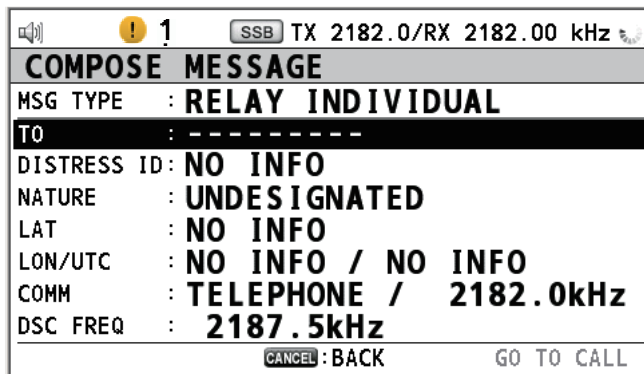 ! 1 SSB TX 2182.0/RX 2182.00 kHz
COMPOSE MESSAGE
MSG TYPE : RELAY INDIVIDUAL
TO : ---------
DISTRESS ID: NO INFO
NATURE : UNDESIGNATED
LAT : NO INFO
LON/UTC : NO INFO / NO INFO
COMM : TELEPHONE / 2182.0kHz
DSC FREQ : 2187.5kHz
CANCEL : BACK GO TO CALL